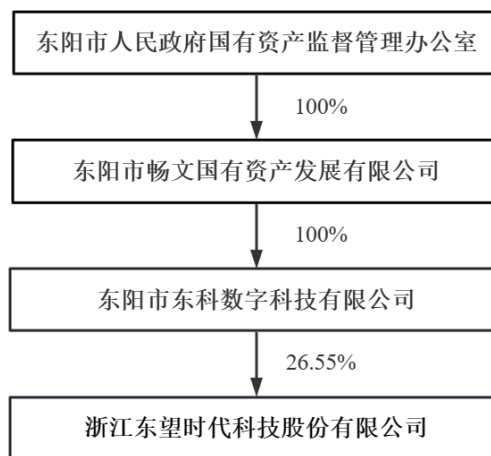 东阳市人民政府国有资产监督管理办公室
100%
东阳市畅文国有资产发展有限公司
100%
东阳市东科数字科技有限公司
26.55%
浙江东望时代科技股份有限公司